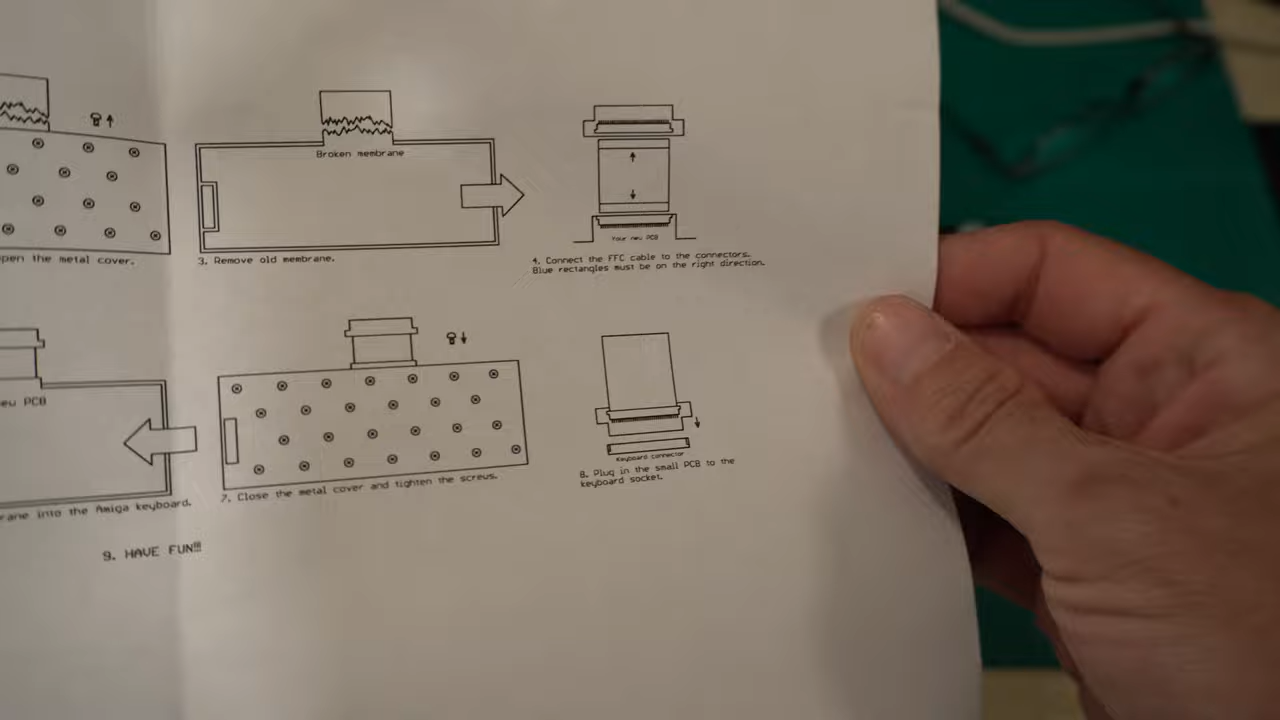 Broken membrane
Your new PCB
pen the metal cover.
3. Remove old membrane.
4. Connect the FFC cable to the connectors.
Blue rectangles must be on the right direction.
PCB
Keyboard connector
rane into the Amiga keyboard.
7. Close the metal cover and tighten the screws.
8. Plug in the small PCB to the
keyboard socket.
9. HAVE FUN!!!